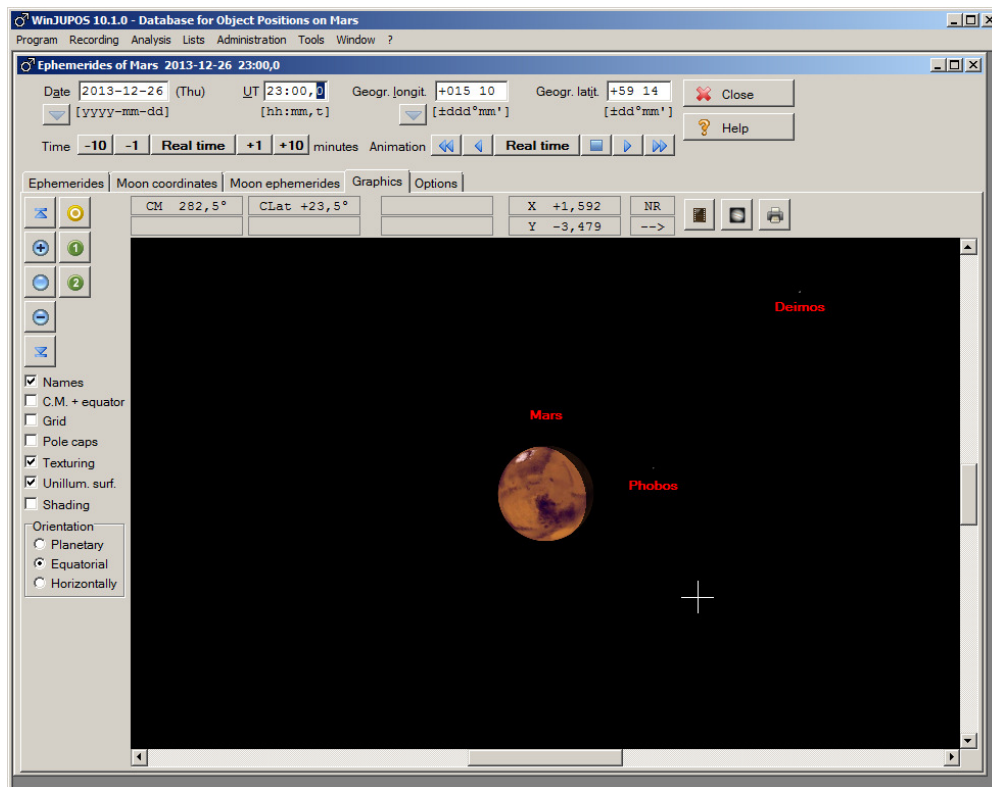 WinJUPOS 10.1.0 - Database for Object Positions on Mars
Program Recording Analysis Lists Administration Tools Window ?
Ephemerides of Mars 2013-12-26 23:00,0
Date 2013-12-26 (Thu) UT 23:00,0 Geogr. longit. +015 10 Geogr. latit. +59 14 Close
[yyyy-mm-dd] [hh:mm,t] [±ddd°mm'] [±dd°mm'] Help
Time -10 -1 Real time +1 +10 minutes Animation Real time
Ephemerides Moon coordinates Moon ephemerides Graphics Options
CM 282,5° CLat +23,5° X +1,592 NR
Y -3,479 -->
1
2
Deimos
Names
C.M. + equator
Mars
Grid
Pole caps
Texturing
Unillum. surf.
Phobos
Shading
Orientation
Planetary
Equatorial
Horizontally